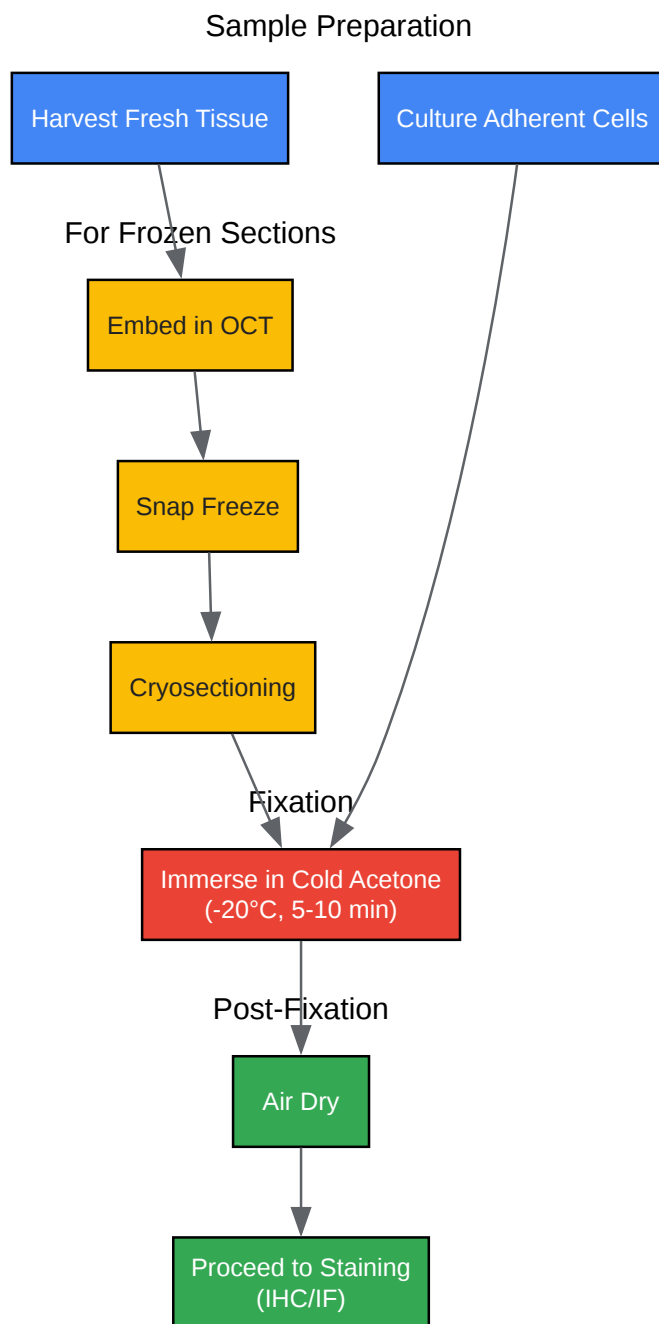 Sample Preparation
Harvest Fresh Tissue
Culture Adherent Cells
For Frozen Sections
Embed in OCT
Snap Freeze
Cryosectioning
Fixation
Immerse in Cold Acetone
(-20°C, 5-10 min)
Post-Fixation
Air Dry
Proceed to Staining
(IHC/IF)